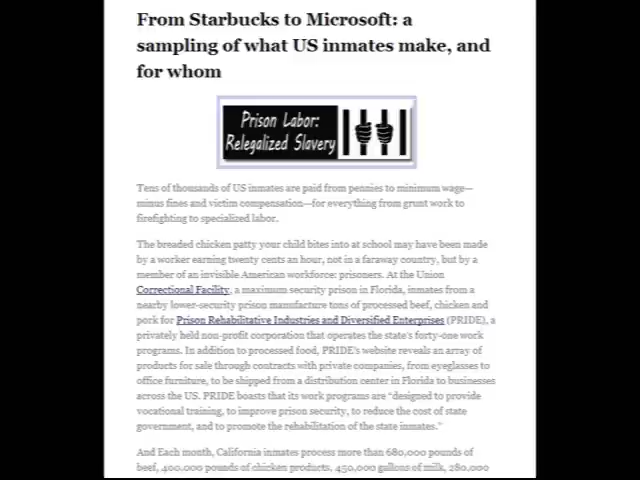 From Starbucks to Microsoft: a
sampling of what US inmates make, and
for whom
Prison Labor:
Relegalized Slavery
Tens of thousands of US inmates are paid from pennies to minimum wage—
minus fines and victim compensation—for everything from grunt work to
firefighting to specialized labor.
The breaded chicken patty your child bites into at school may have been made
by a worker earning twenty cents an hour, not in a faraway country, but by a
member of an invisible American workforce: prisoners. At the Union
Correctional Facility, a maximum security prison in Florida, inmates from a
nearby lower-security prison manufacture tons of processed beef, chicken and
pork for Prison Rehabilitative Industries and Diversified Enterprises (PRIDE), a
privately held non-profit corporation that operates the state's forty-one work
programs. In addition to processed food, PRIDE's website reveals an array of
products for sale through contracts with private companies, from eyeglasses to
office furniture, to be shipped from a distribution center in Florida to businesses
across the US. PRIDE boasts that its work programs are “designed to provide
vocational training, to improve prison security, to reduce the cost of state
government, and to promote the rehabilitation of the state inmates.”
And Each month, California inmates process more than 680,000 pounds of
beef, 400,000 pounds of chicken products, 450,000 gallons of milk, 280,000